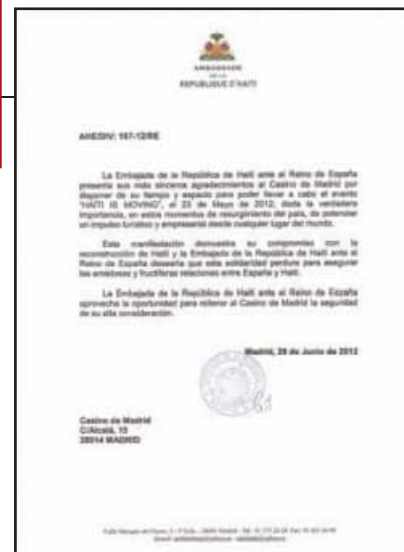 AMBASSADE
DE LA
REPUBLIQUE D'HAITI
AHESDIV: 187-12/RE
La Embajada de la República de Haití ante el Reino de España
presenta sus más sinceros agradecimientos al Casino de Madrid por
disponer de su tiempo y espacio para poder llevar a cabo el evento
"HAITI IS MOVING", el 23 de Mayo de 2012, dada la verdadera
importancia, en estos momentos de resurgimiento del país, de potenciar
un impulso turístico y empresarial desde cualquier lugar del mundo.
Esta manifestación demuestra su compromiso con la
reconstrucción de Haití y la Embajada de la República de Haití ante el
Reino de España desearía que esta solidaridad perdure para asegurar
las amistosas y fructíferas relaciones entre España y Haití.
La Embajada de la República de Haití ante el Reino de España
aprovecha la oportunidad para reiterar al Casino de Madrid la seguridad
de su alta consideración.
Madrid, 28 de Junio de 2012
Casino de Madrid
C/Alcalá, 15
28014 MADRID